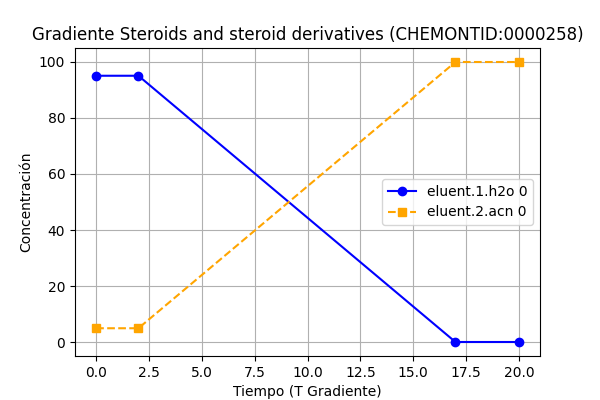 Gradiente Steroids and steroid derivatives (CHEMONTID:0000258)
100
80
60
40
20
0
Concentración
eluent.1.h2o 0
eluent.2.acn 0
0.0 2.5 5.0 7.5 10.0 12.5 15.0 17.5 20.0
Tiempo (T Gradiente)